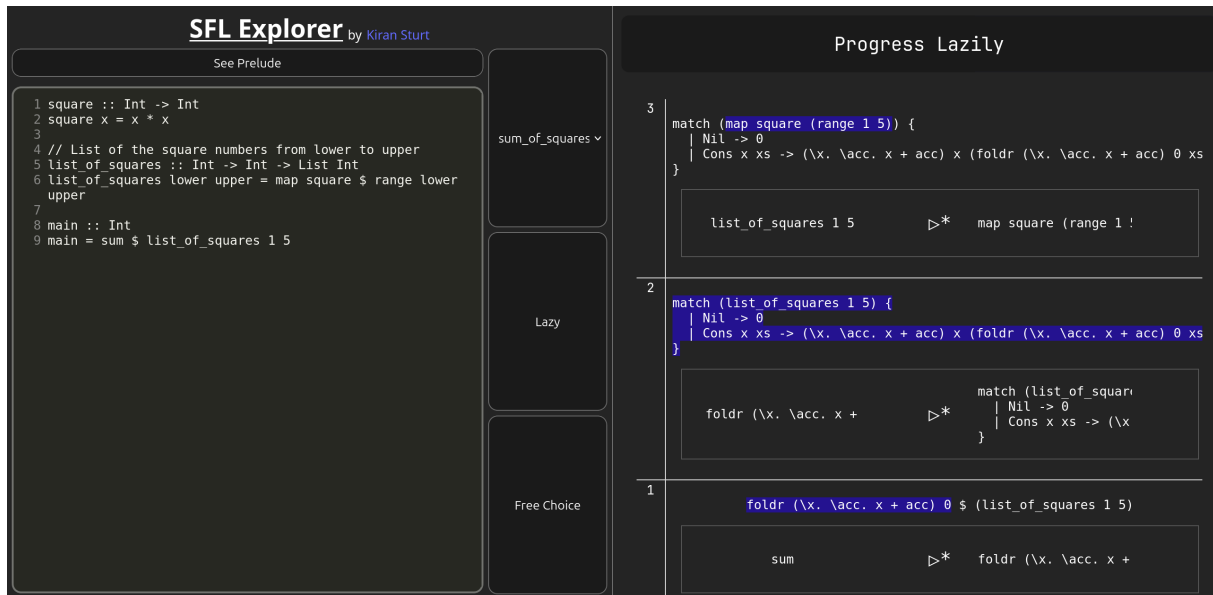 SFL Explorer by Kiran Sturt
See Prelude
1 square :: Int -> Int
2 square x = x * x
3
4 // List of the square numbers from lower to upper
5 list_of_squares :: Int -> Int -> List Int
6 list_of_squares lower upper = map square $ range lower
upper
7
8 main :: Int
9 main = sum $ list_of_squares 1 5
sum_of_squares
Lazy
Free Choice
Progress Lazily
3
match (map square (range 1 5)) {
| Nil -> 0
| Cons x xs -> (\x. \acc. x + acc) x (foldr (\x. \acc. x + acc) 0 xs
}
list_of_squares 1 5 ▷* map square (range 1
2
match (list_of_squares 1 5) {
| Nil -> 0
| Cons x xs -> (\x. \acc. x + acc) x (foldr (\x. \acc. x + acc) 0 xs
}
foldr (\x. \acc. x + ▷* match (list_of_square
| Nil -> 0
| Cons x xs -> (\x
}
1
foldr (\x. \acc. x + acc) 0 $ (list_of_squares 1 5)
sum ▷* foldr (\x. \acc. x +